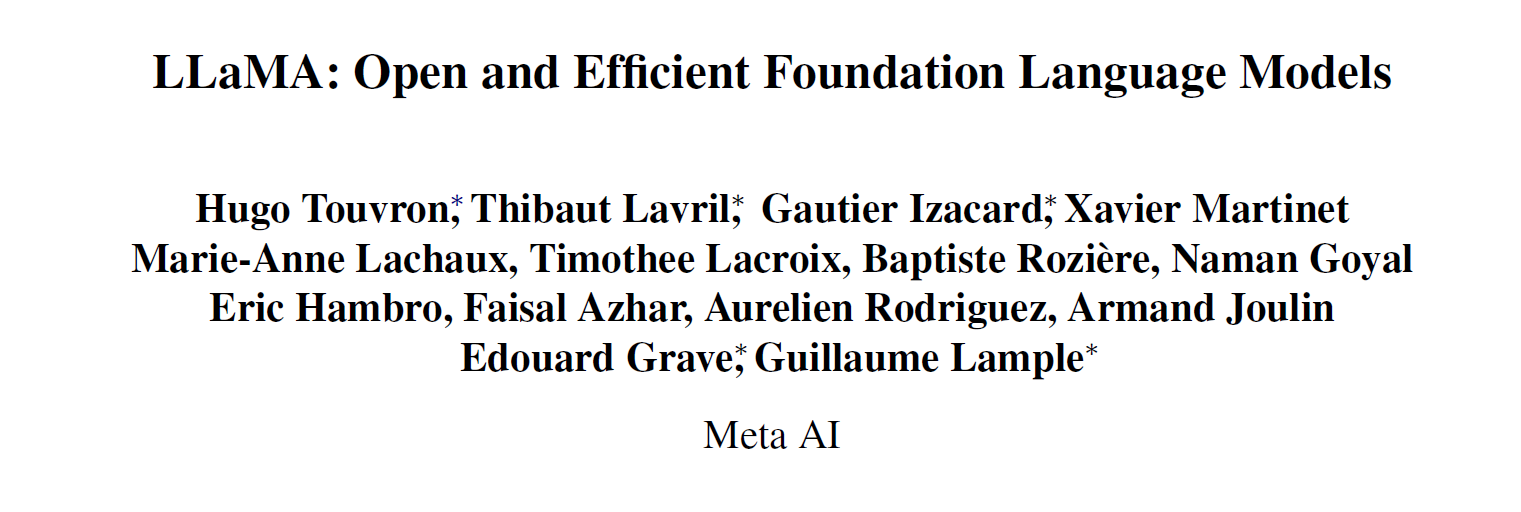 LLaMA: Open and Efficient Foundation Language Models
Hugo Touvron,* Thibaut Lavril,* Gautier Izacard,* Xavier Martinet
Marie-Anne Lachaux, Timothee Lacroix, Baptiste Rozière, Naman Goyal
Eric Hambro, Faisal Azhar, Aurelien Rodriguez, Armand Joulin
Edouard Grave,* Guillaume Lample*
Meta AI